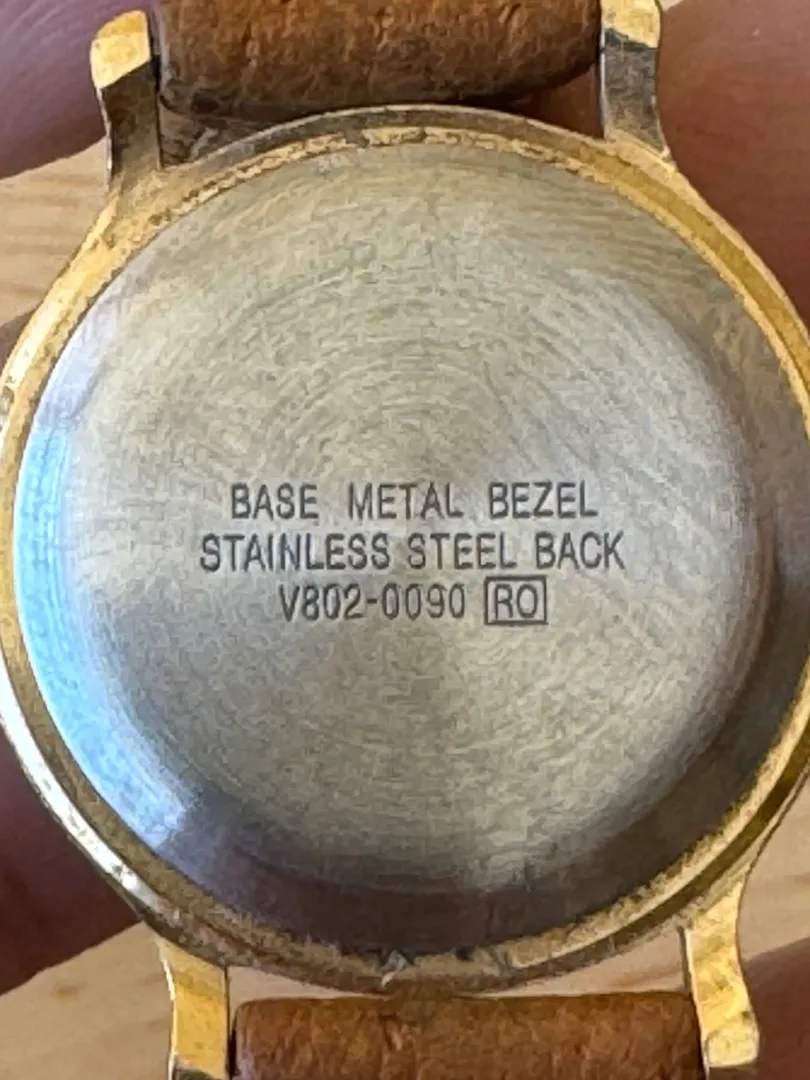 BASE METAL BEZEL
STAINLESS STEEL BACK
V802-0090 RO